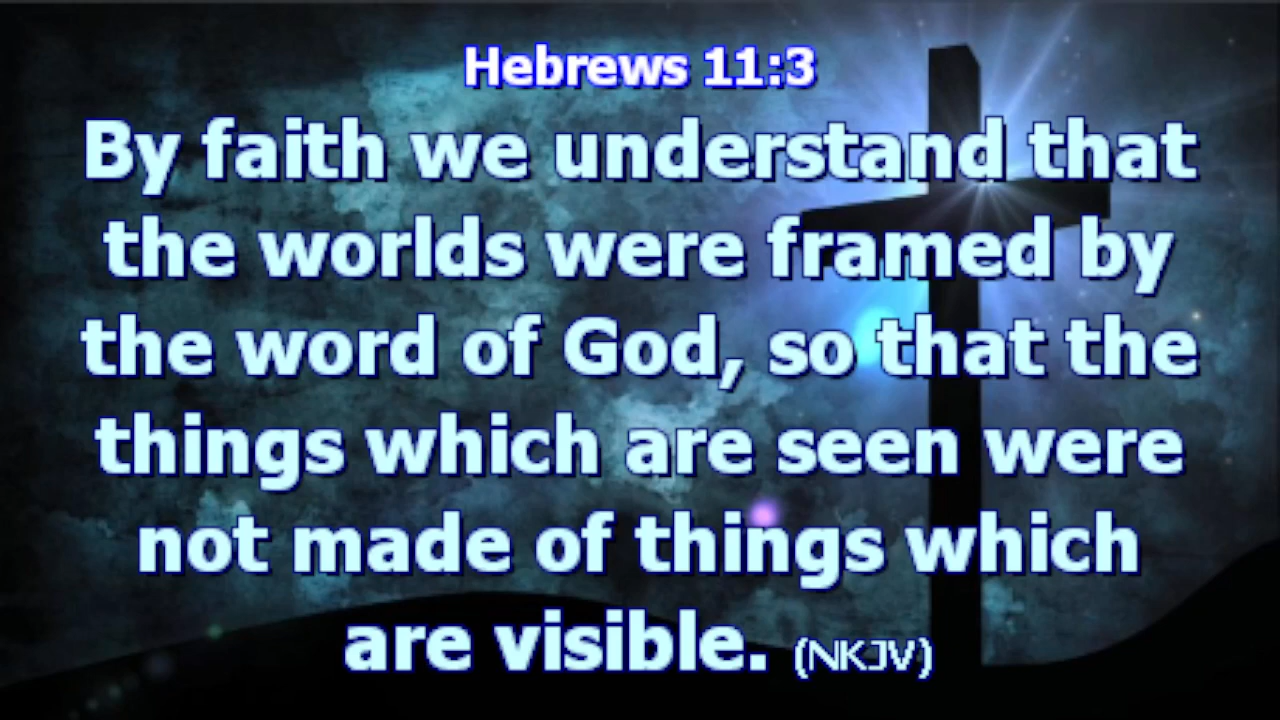 Hebrews 11:3
By faith we understand that
the worlds were framed by
the word of God, so that the
things which are seen were
not made of things which
are visible. (NKJV)